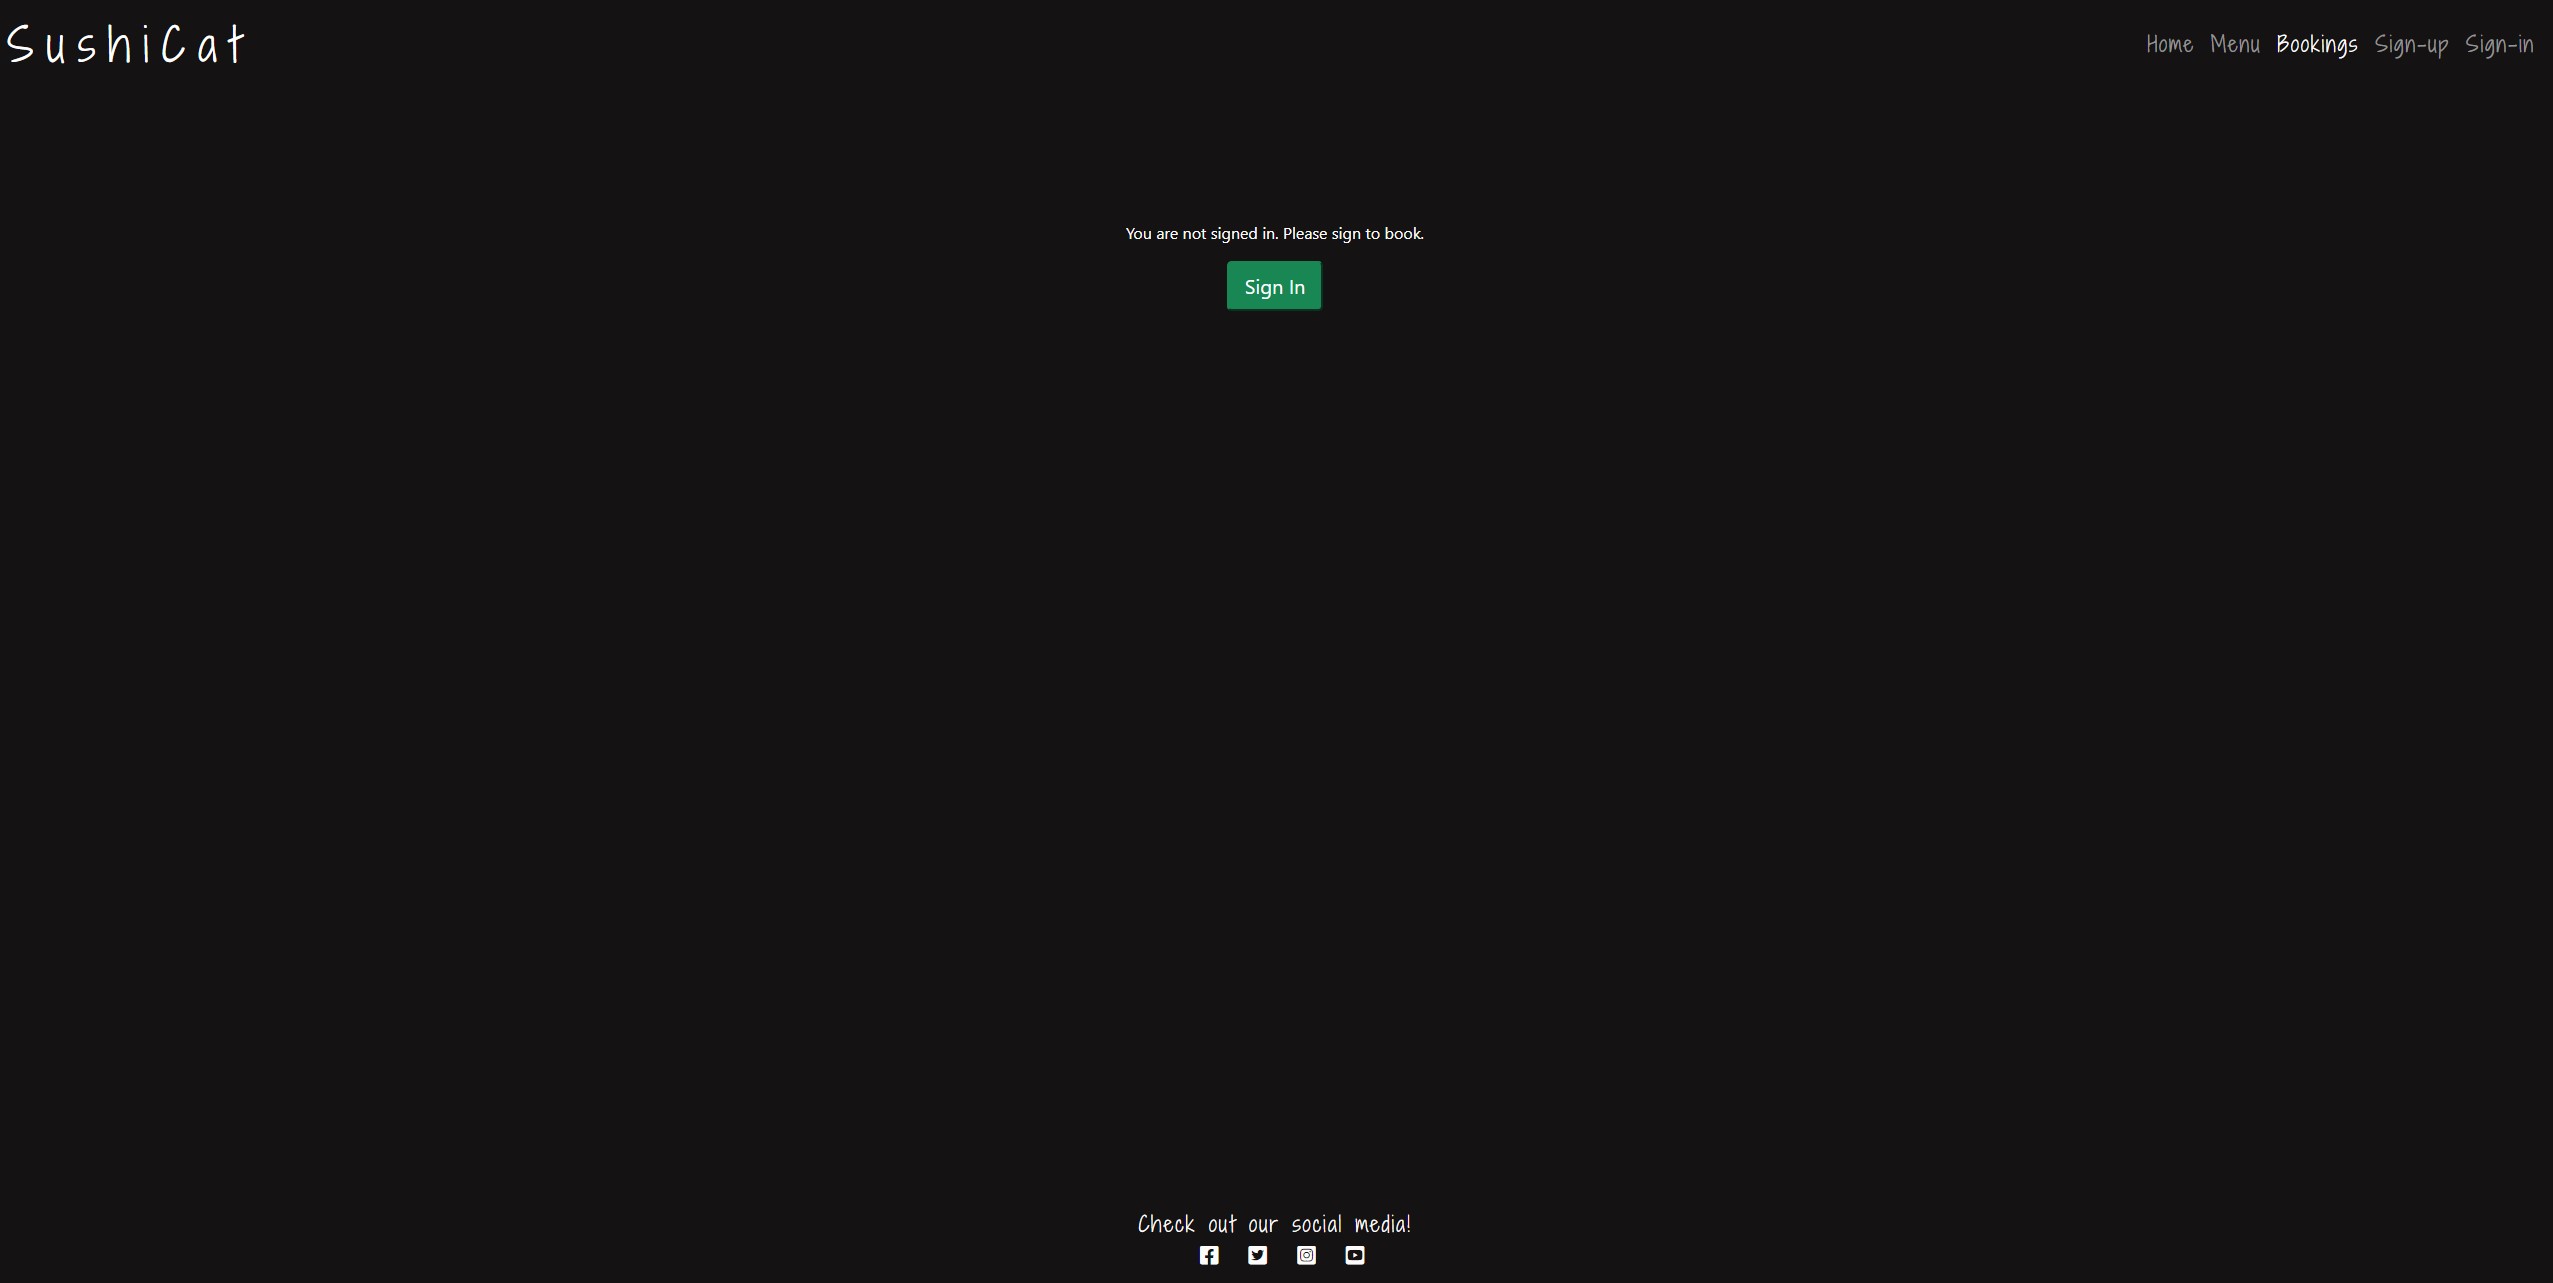 SushiCat
Home Menu Bookings Sign-up Sign-in
You are not signed in. Please sign to book.
Sign In
Check out our social media!